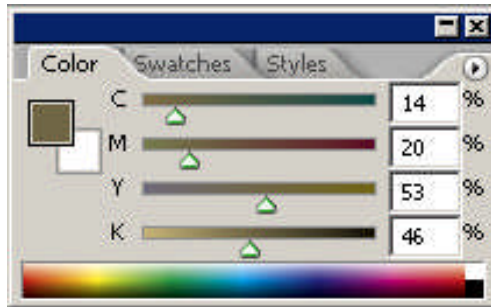 Color Swatches Styles
C 14 %
M 20 %
Y 53 %
K 46 %